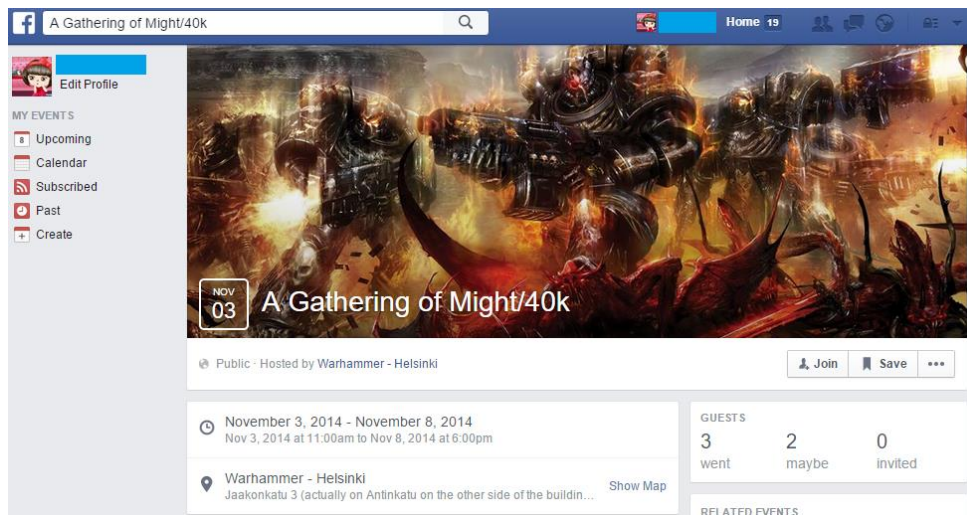 f
A Gathering of Might/40k
Home 19
Edit Profile
MY EVENTS
8 Upcoming
Calendar
Subscribed
Past
Create
NOV
03
A Gathering of Might/40k
Public · Hosted by Warhammer - Helsinki
Join
Save
November 3, 2014 - November 8, 2014
Nov 3, 2014 at 11:00am to Nov 8, 2014 at 6:00pm
Warhammer - Helsinki
Jaakonkatu 3 (actually on Antinkatu on the other side of the buildin...
Show Map
GUESTS
3 2 0
went maybe invited
RELATED EVENTS